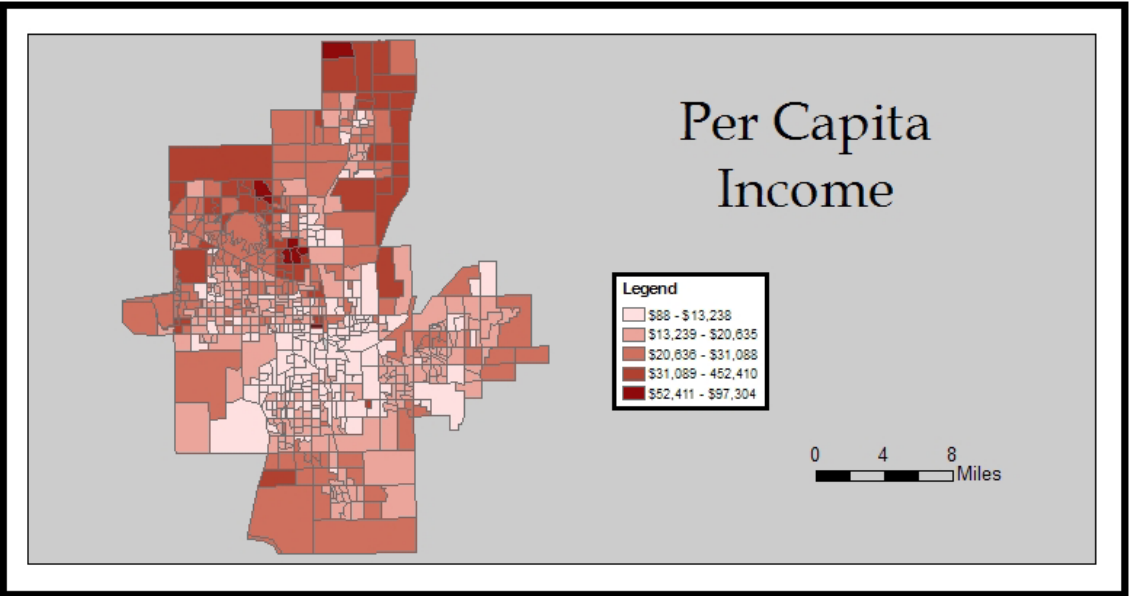 Per Capita
Income
Legend
$88 - $13,238
$13,239 - $20,635
$20,636 - $31,088
$31,089 - 452,410
$52,411 - $97,304
0 4 8
Miles